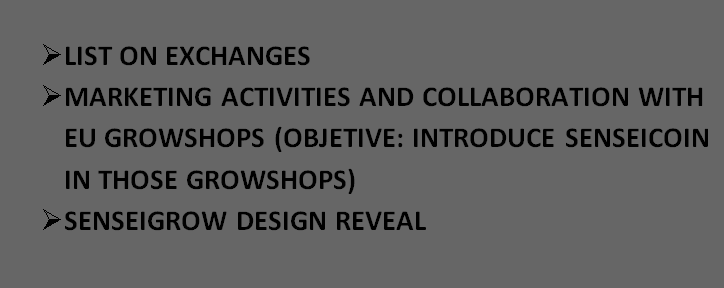 ➢LIST ON EXCHANGES
➢MARKETING ACTIVITIES AND COLLABORATION WITH
EU GROWSHOPS (OBJETIVE: INTRODUCE SENSEICOIN
IN THOSE GROWSHOPS)
➢SENSEIGROW DESIGN REVEAL